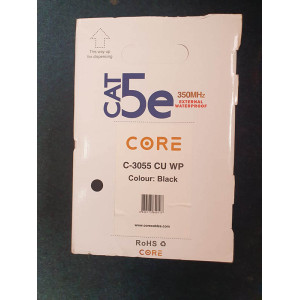 This way up
for dispensing
CAT
5e
350MHz
EXTERNAL
WATERPROOF
CORE
C-3055 CU WP
Colour: Black
RoHS
CORE